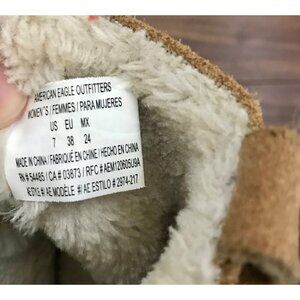 AMERICAN EAGLE OUTFITTERS
WOMEN'S / FEMMES / PARA MUJERES
US EU MX
7 38 24
MADE IN CHINA / FABRIQUÉ EN CHINE / HECHO EN CHINA
RN # 54485 / CA # 03873 / RFC # AEM120605U9A
AE STYLE #/ AE MODÈLE #/ AE ESTILO # 2974-217